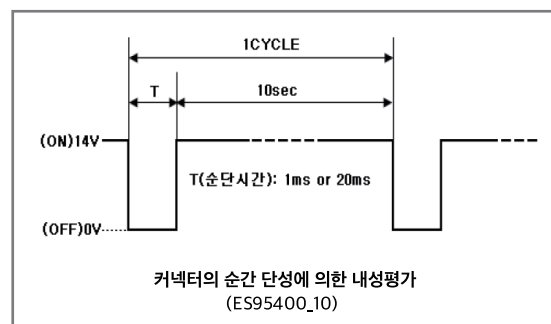 1CYCLE
T
10sec
(ON)14V
T(순단시간): 1ms or 20ms
(OFF)0V
커넥터의 순간 단성에 의한 내성평가
(ES95400_10)